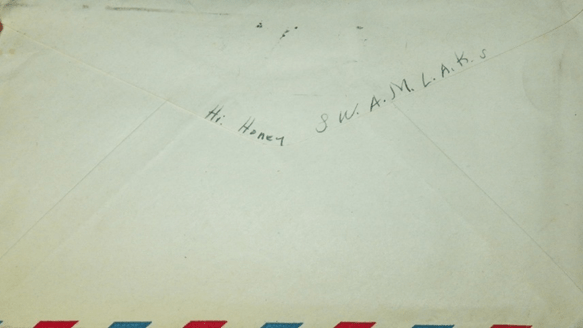 Hi Honey
S W. A. M. L. A. K. s